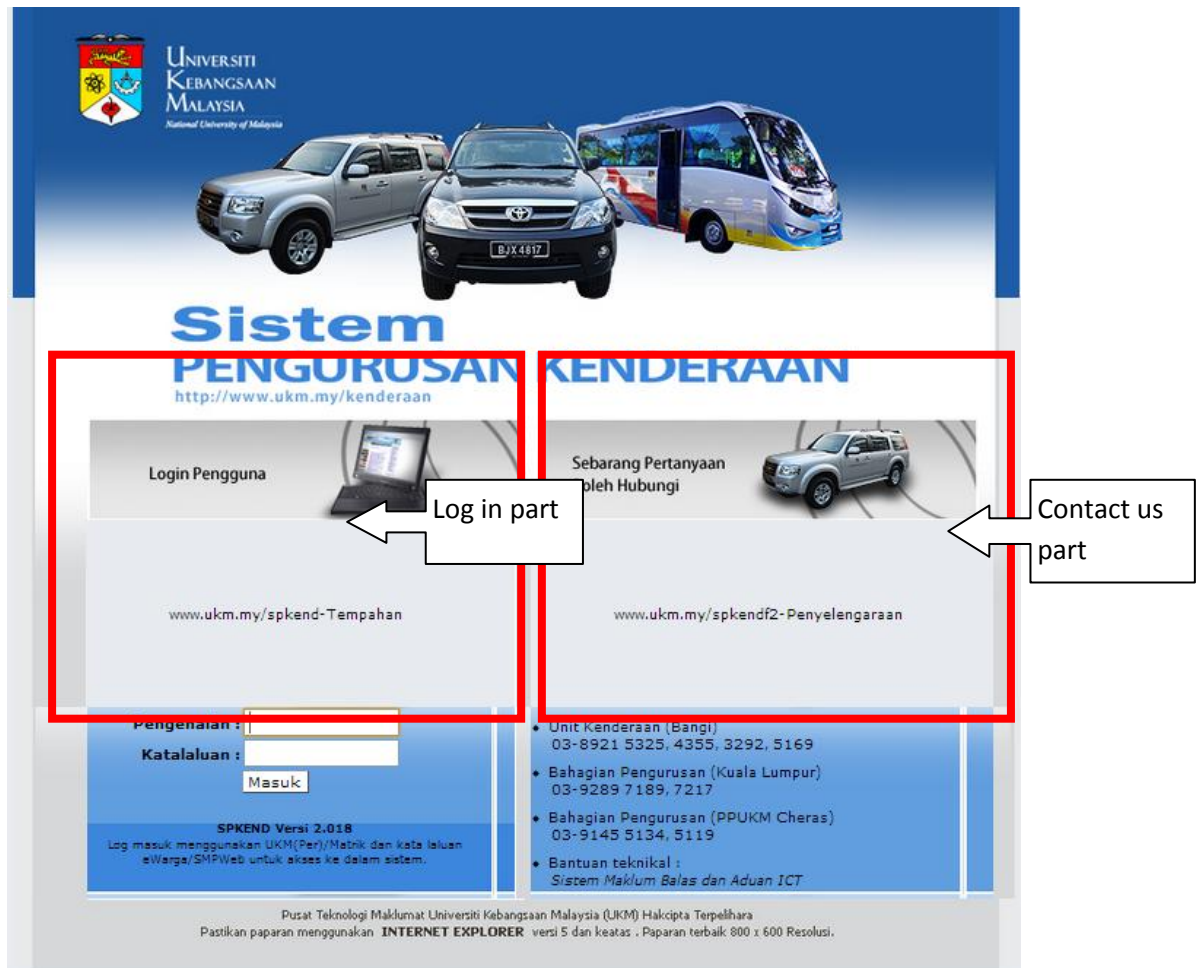 UNIVERSITI
KEBANGSAAN
MALAYSIA
National University of Malaysia
BJX 4817
Sistem
PENGURUSAN KENDERAAN
http://www.ukm.my/kenderaan
Login Pengguna
Log in part
www.ukm.my/spkend-Tempahan
Pengenalan :
Katalaluan :
Masuk
SPKEND Versi 2.018
Log masuk menggunakan UKM(Per)/Matrik dan kata laluan
eWarga/SMPWeb untuk akses ke dalam sistem.
Sebarang Pertanyaan
oleh Hubungi
Contact us
part
www.ukm.my/spkendf2-Penyelengaraan
• Unit Kenderaan (Bangi)
03-8921 5325, 4355, 3292, 5169
• Bahagian Pengurusan (Kuala Lumpur)
03-9289 7189, 7217
• Bahagian Pengurusan (PPUKM Cheras)
03-9145 5134, 5119
• Bantuan teknikal :
Sistem Maklum Balas dan Aduan ICT
Pusat Teknologi Maklumat Universiti Kebangsaan Malaysia (UKM) Hakcipta Terpelihara
Pastikan paparan menggunakan INTERNET EXPLORER versi 5 dan keatas . Paparan terbaik 800 x 600 Resolusi.